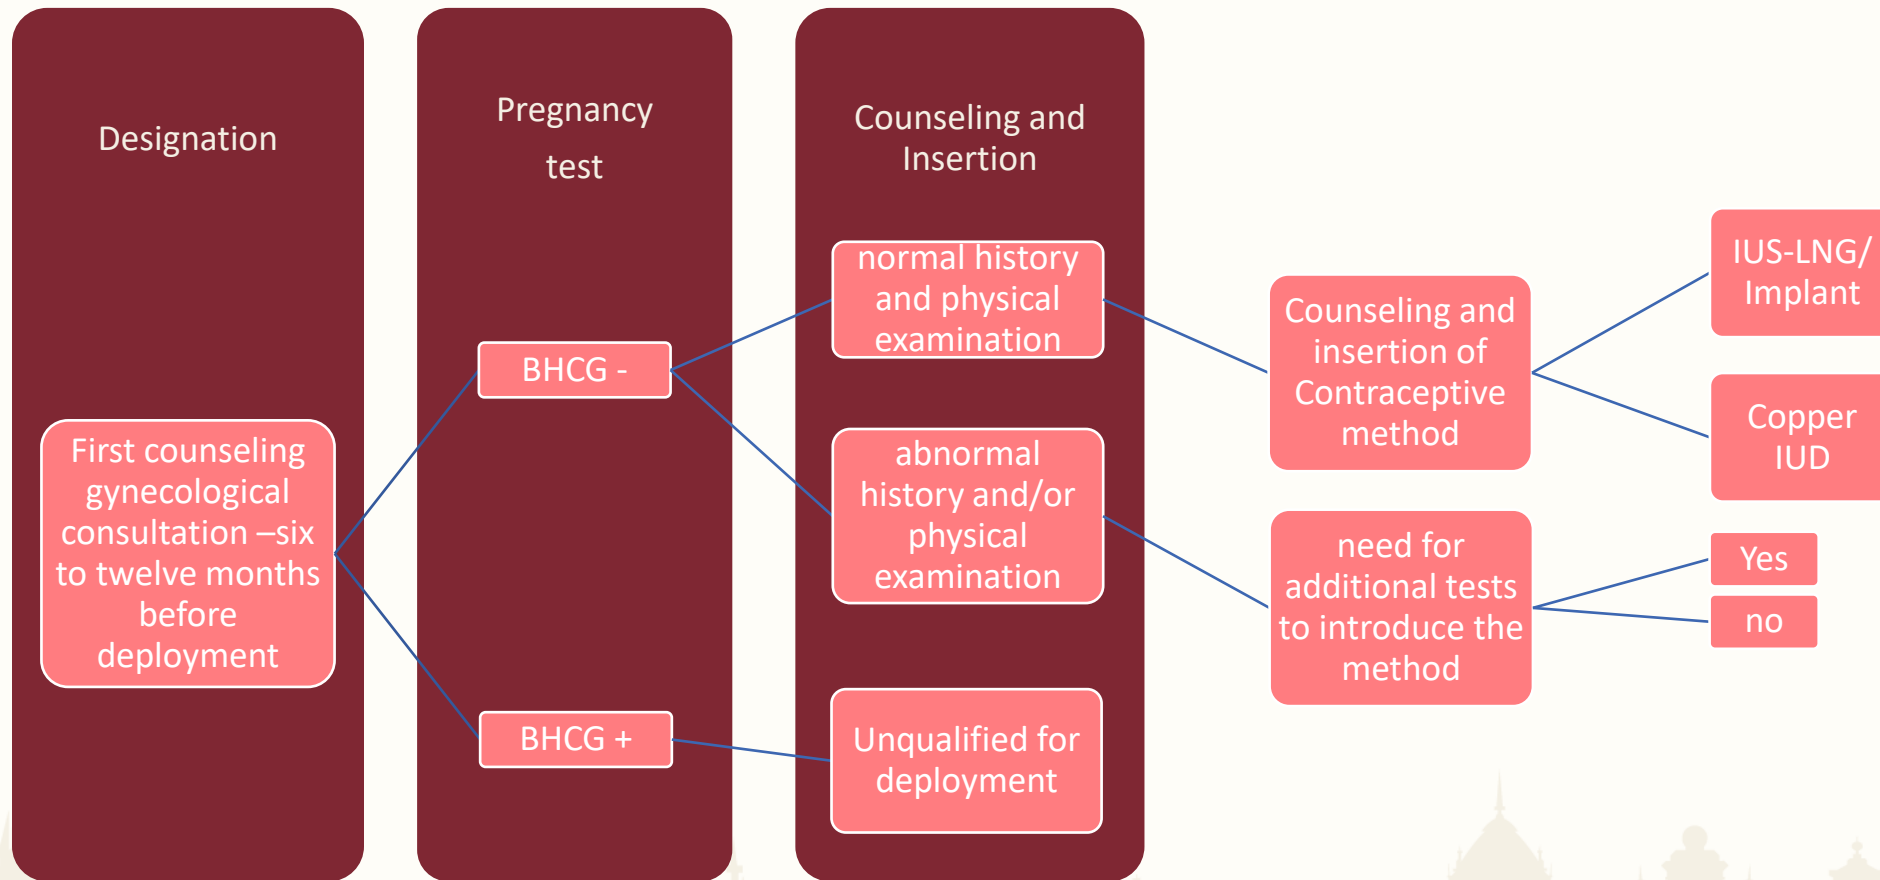 Designation
First counseling
gynecological
consultation –six
to twelve months
before
deployment
Pregnancy
test
BHCG -
BHCG +
Counseling and
Insertion
normal history
and physical
examination
abnormal
history and/or
physical
examination
Unqualified for
deployment
Counseling and
insertion of
Contraceptive
method
need for
additional tests
to introduce the
method
IUS-LNG/
Implant
Copper
IUD
Yes
no